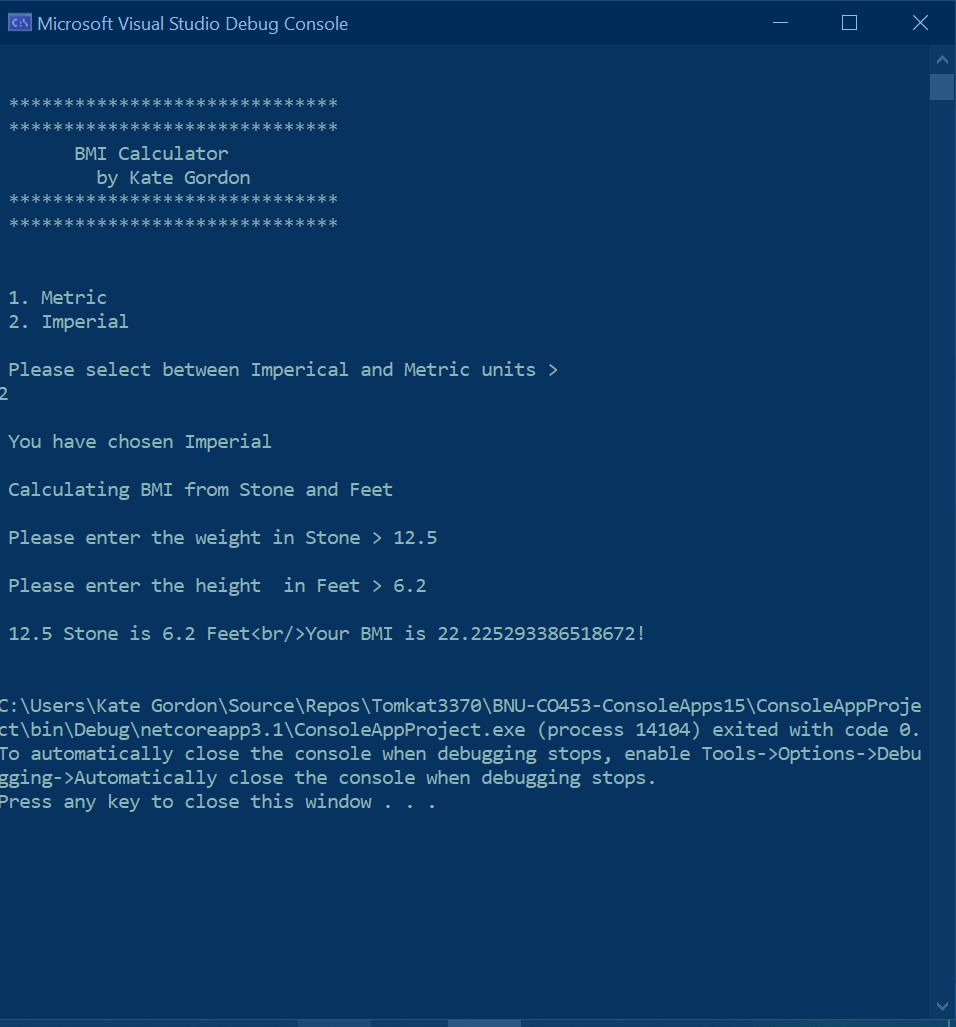 C:\ Microsoft Visual Studio Debug Console
******************************
******************************
BMI Calculator
by Kate Gordon
******************************
******************************
1. Metric
2. Imperial
Please select between Imperical and Metric units >
2
You have chosen Imperial
Calculating BMI from Stone and Feet
Please enter the weight in Stone > 12.5
Please enter the height  in Feet > 6.2
12.5 Stone is 6.2 Feet<br/>Your BMI is 22.225293386518672!
C:\Users\Kate Gordon\Source\Repos\Tomkat3370\BNU-CO453-ConsoleApps15\ConsoleAppProje
ct\bin\Debug\netcoreapp3.1\ConsoleAppProject.exe (process 14104) exited with code 0.
To automatically close the console when debugging stops, enable Tools->Options->Debu
gging->Automatically close the console when debugging stops.
Press any key to close this window . . .